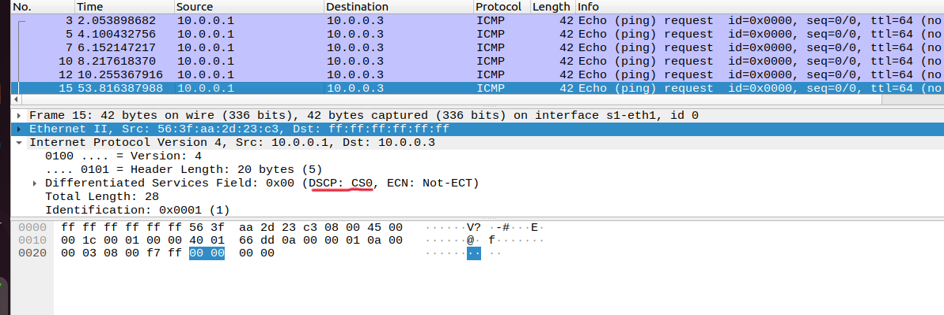 No. Time Source Destination Protocol Length Info
3 2.053898682 10.0.0.1 10.0.0.3 ICMP 42 Echo (ping) request id=0x0000, seq=0/0, ttl=64 (no
5 4.100432756 10.0.0.1 10.0.0.3 ICMP 42 Echo (ping) request id=0x0000, seq=0/0, ttl=64 (no
7 6.152147217 10.0.0.1 10.0.0.3 ICMP 42 Echo (ping) request id=0x0000, seq=0/0, ttl=64 (no
10 8.217618370 10.0.0.1 10.0.0.3 ICMP 42 Echo (ping) request id=0x0000, seq=0/0, ttl=64 (no
12 10.255367916 10.0.0.1 10.0.0.3 ICMP 42 Echo (ping) request id=0x0000, seq=0/0, ttl=64 (no
15 53.816387988 10.0.0.1 10.0.0.3 ICMP 42 Echo (ping) request id=0x0000, seq=0/0, ttl=64 (no
Frame 15: 42 bytes on wire (336 bits), 42 bytes captured (336 bits) on interface s1-eth1, id 0
Ethernet II, Src: 56:3f:aa:2d:23:c3, Dst: ff:ff:ff:ff:ff:ff
Internet Protocol Version 4, Src: 10.0.0.1, Dst: 10.0.0.3
0100 .... = Version: 4
.... 0101 = Header Length: 20 bytes (5)
Differentiated Services Field: 0x00 (DSCP: CS0, ECN: Not-ECT)
Total Length: 28
Identification: 0x0001 (1)
0000 ff ff ff ff ff ff 56 3f aa 2d 23 c3 08 00 45 00 ······V? ·-#···E·
0010 00 1c 00 01 00 00 40 01 66 dd 0a 00 00 01 0a 00 ······@· f·······
0020 00 03 08 00 f7 ff 00 00 00 00 ········ ··